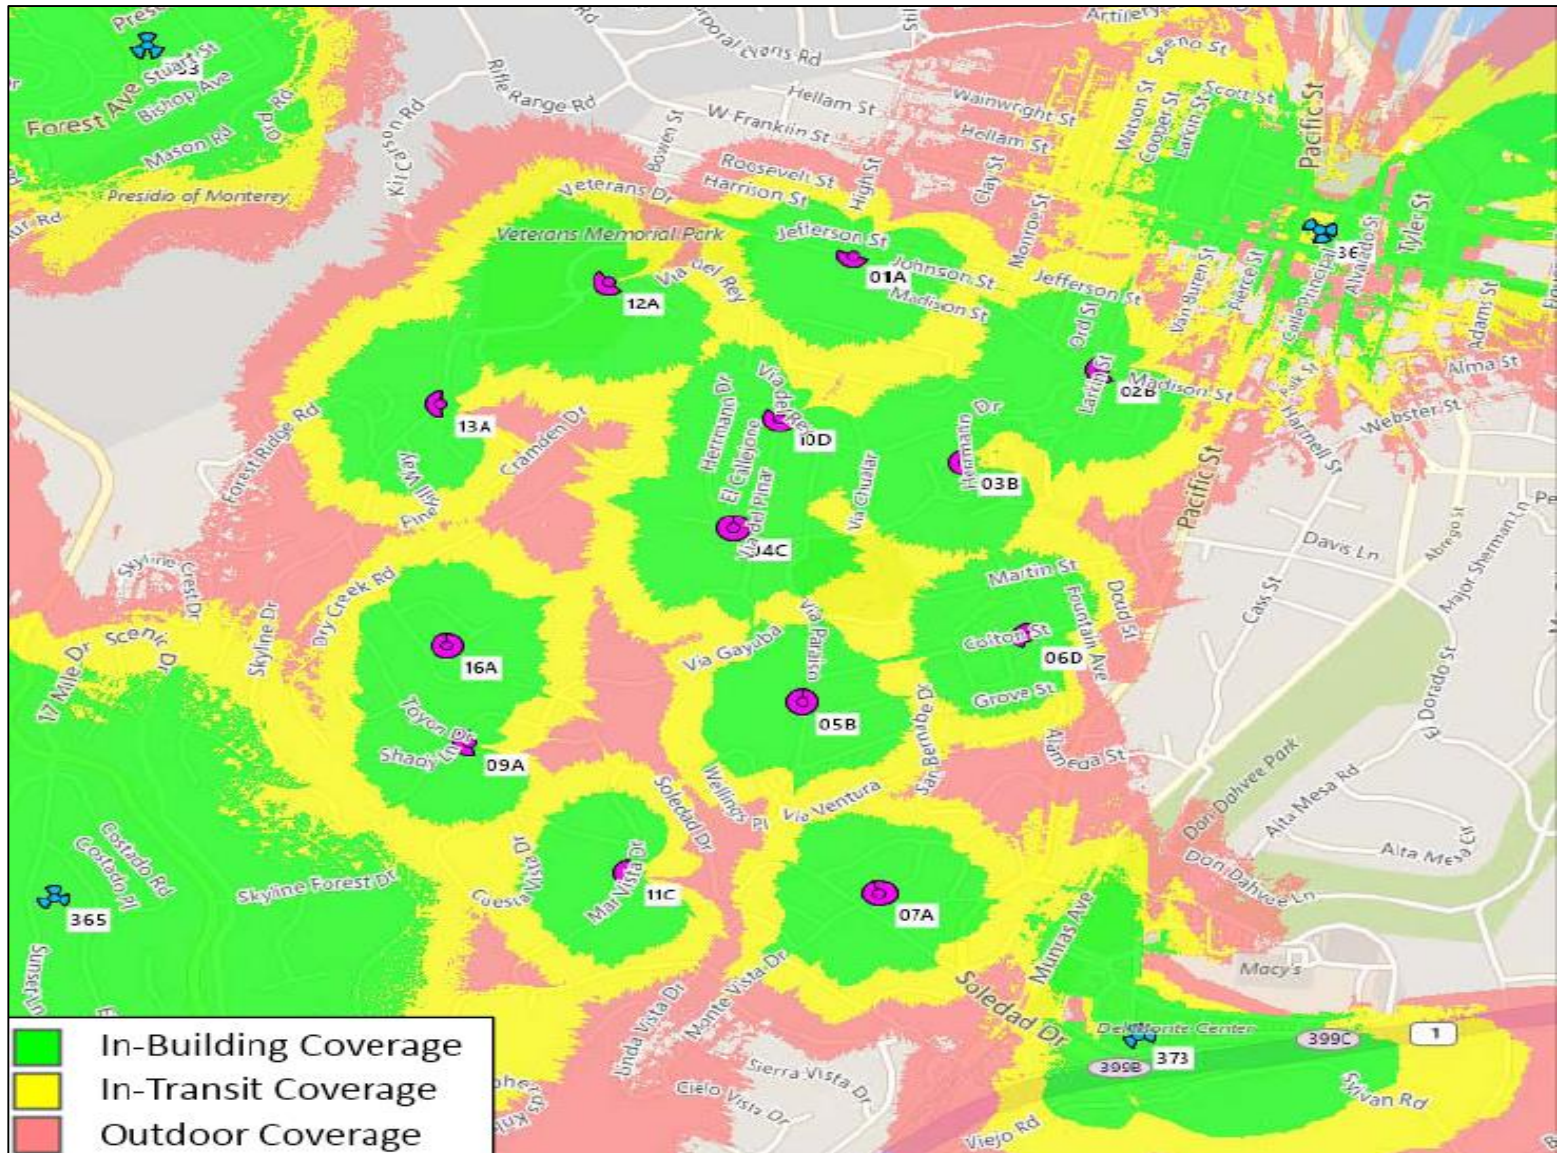 Stuart St
Bishop Ave
Forest Ave
Mason Rd
Presidio of Monterey
Kit Carson Rd
Rifle Range Rd
Hellam St
W Franklin St
Bowen St
Roosevelt St
Harrison St
High St
Wainwright St
Hellam St
Clay St
Monroe St
Artillery
Seeno St
Scott St
Watson St
Cooper St
Larkin St
Pacific St
Tyler St
Alvarado St
Calle Principal
Pierce St
Van Buren St
Adams St
Alma St
Webster St
Hartnell St
Polk St
36
Veterans Dr
Veterans Memorial Park
Via del Rey
Jefferson St
Johnson St
Madison St
Jefferson St
Ord St
Larkin St
Madison St
01A
12A
02B
13A
10D
03B
04C
Herrmann Dr
Via del Rey
El Callejon
Via del Pinar
Via Chualar
Herrmann Dr
Cramden Dr
Forest Ridge Rd
Skyline Crest Dr
Pacific St
Davis Ln
Cass St
Abrego St
Major Sherman Ln
El Dorado St
Martin St
Dry Creek Rd
Skyline Dr
Scenic Dr
17 Mile Dr
16A
Via Gayuba
Via Paraiso
Colton St
06D
Fountain Ave
Doud St
Grove St
05B
San Bernabe Dr
Alameda St
Toyon Dr
Shady Ln
09A
Soledad Dr
Wellings Pl
Via Ventura
Don Dahvee Park
Alta Mesa Rd
Alta Mesa Cir
Don Dahvee Ln
Costado Rd
Costado Pl
Skyline Forest Dr
365
Cuesta Vista Dr
Mar Vista Dr
11C
07A
Munras Ave
Macy's
Soledad Dr
Del Monte Center
373
399B
399C
1
Monte Vista Dr
Linda Vista Dr
Sierra Vista Dr
Cielo Vista Dr
Viejo Rd
Sylvan Rd
In-Building Coverage
In-Transit Coverage
Outdoor Coverage